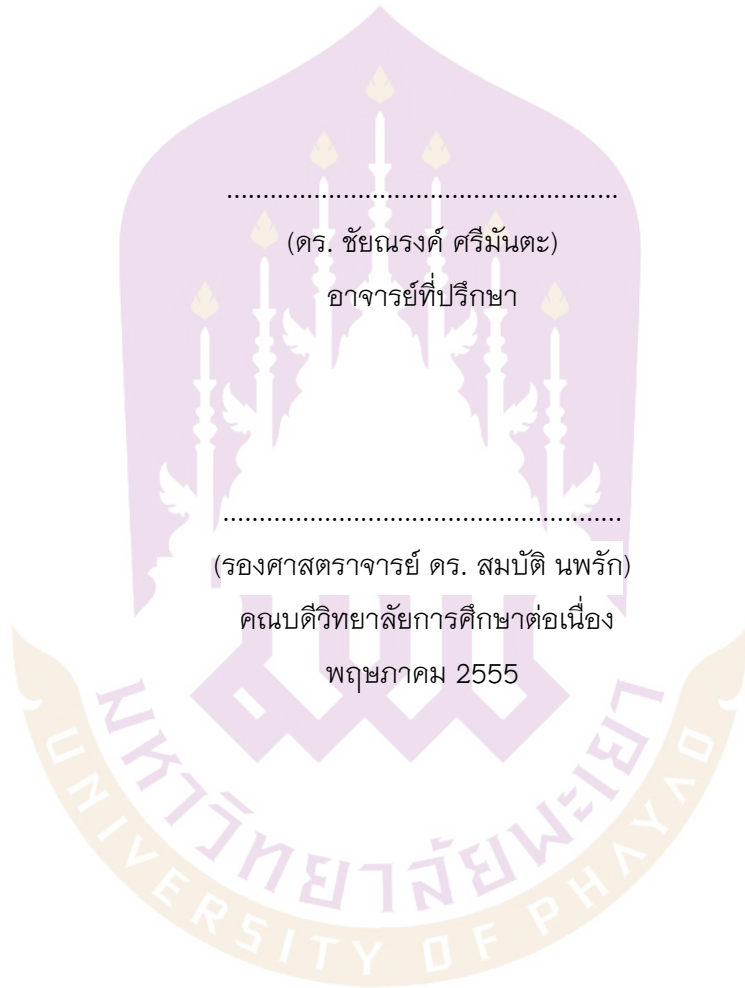 ......................................................
(ดร. ชัยณรงค์ ศรีมันตะ)
อาจารย์ที่ปรึกษา
.......................................................
(รองศาสตราจารย์ ดร. สมบัติ นพรัก)
คณบดีวิทยาลัยการศึกษาต่อเนื่อง
พฤษภาคม 2555
มหาวิทยาลัยพะเยา
UNIVERSITY OF PHAYAO